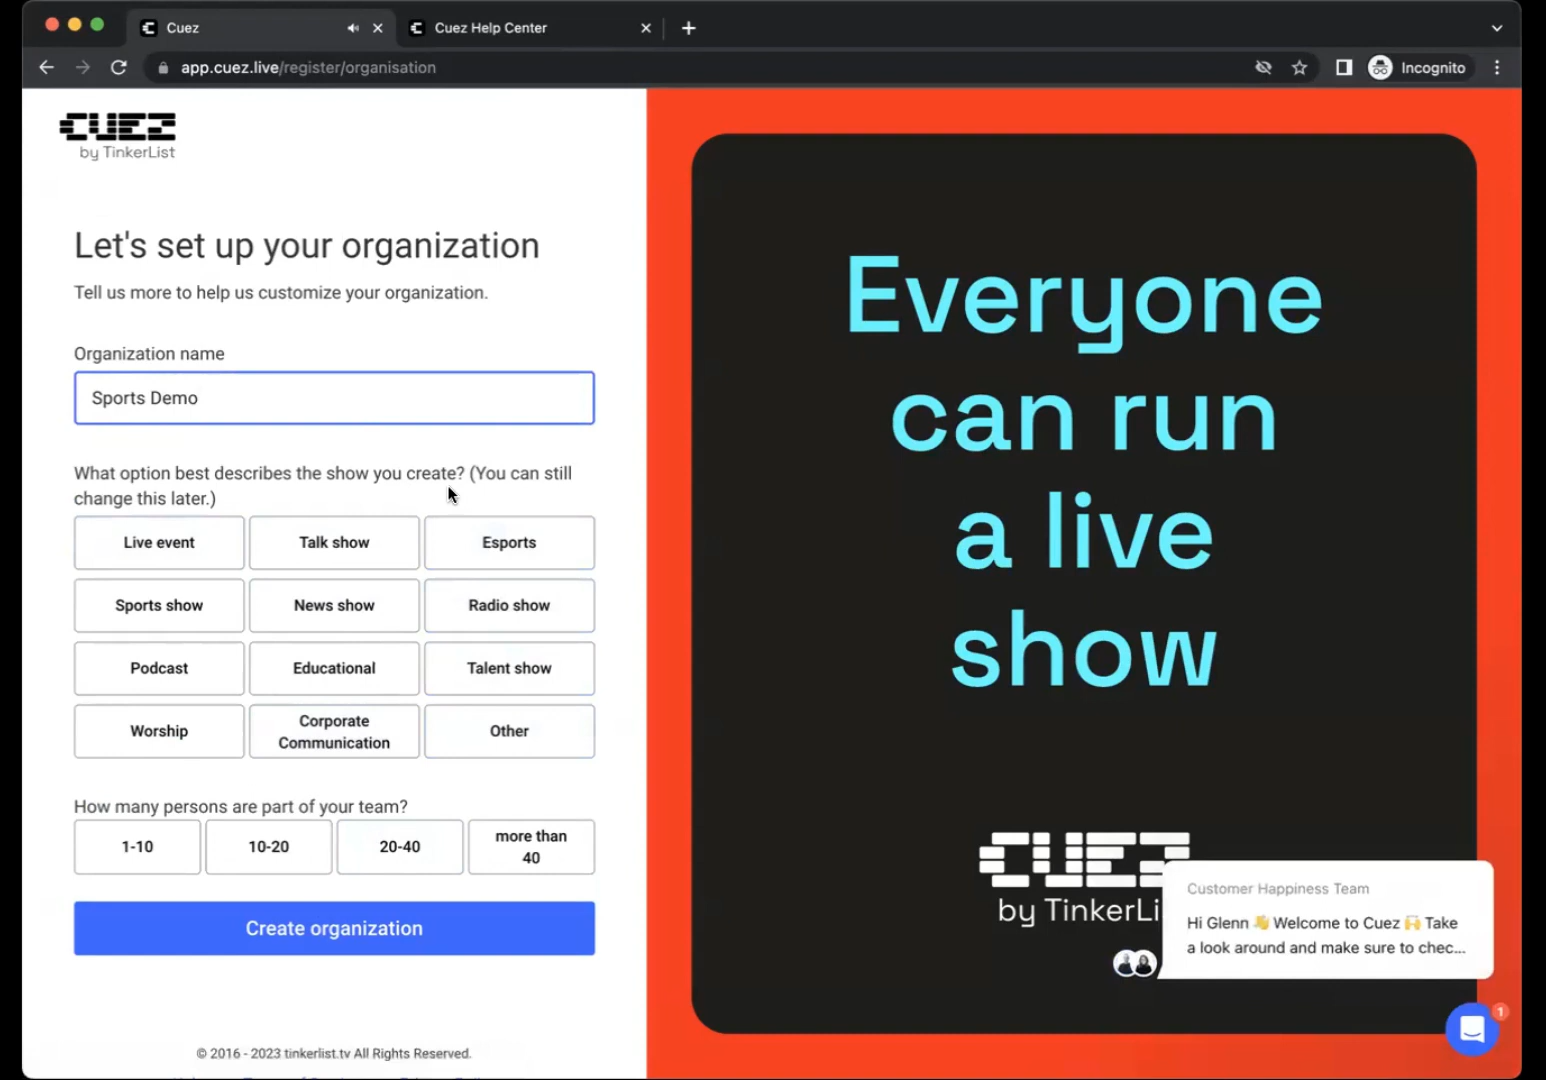 Cuez
Cuez Help Center
app.cuez.live/register/organisation
Incognito
CUEZ
by TinkerList
Let's set up your organization
Tell us more to help us customize your organization.
Organization name
Sports Demo
What option best describes the show you create? (You can still
change this later.)
Live event
Talk show
Esports
Sports show
News show
Radio show
Podcast
Educational
Talent show
Worship
Corporate
Communication
Other
How many persons are part of your team?
1-10
10-20
20-40
more than
40
Create organization
© 2016 - 2023 tinkerlist.tv All Rights Reserved.
Everyone
can run
a live
show
CUEZ
by TinkerLi
Customer Happiness Team
Hi Glenn 👋 Welcome to Cuez 🙌 Take
a look around and make sure to chec...
1